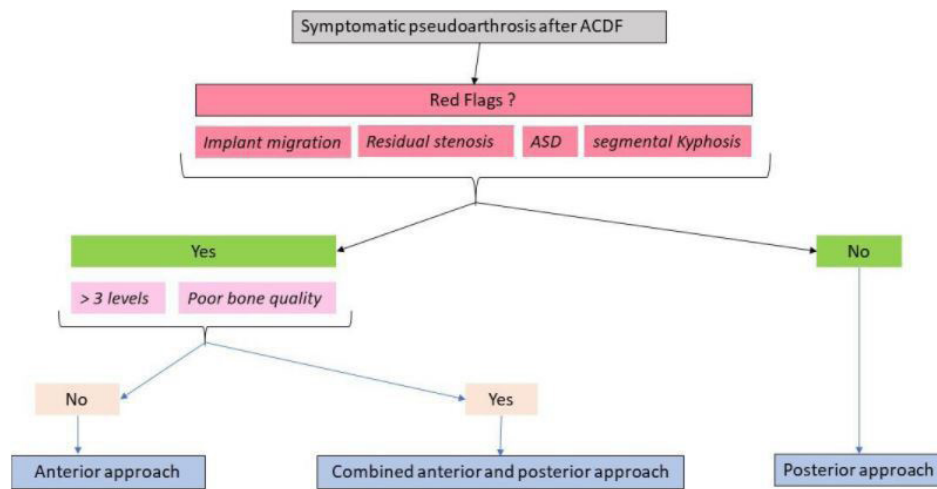 Symptomatic pseudoarthrosis after ACDF
Red Flags ?
Implant migration
Residual stenosis
ASD
segmental Kyphosis
Yes
No
> 3 levels
Poor bone quality
No
Yes
Anterior approach
Combined anterior and posterior approach
Posterior approach